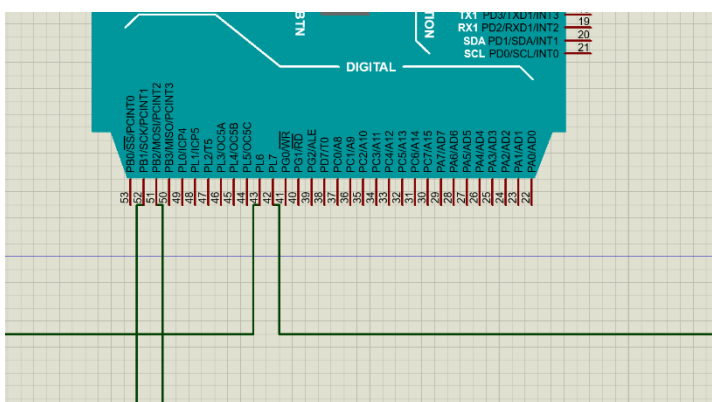 TX1 PD3/TXD1/INT3
RX1 PD2/RXD1/INT2 19
SDA PD1/SDA/INT1 20
SCL PD0/SCL/INT0 21
BTN
DIGITAL
PB0/SS/PCINT0
PB1/SCK/PCINT1
PB2/MOSI/PCINT2
PB3/MISO/PCINT3
PL0/ICP4
PL1/ICP5
PL2/T5
PL3/OC5A
PL4/OC5B
PL5/OC5C
PL6
PL7
PG0/WR
PG1/RD
PG2/ALE
PD7/T0
PC0/A8
PC1/A9
PC2/A10
PC3/A11
PC4/A12
PC5/A13
PC6/A14
PC7/A15
PA7/AD7
PA6/AD6
PA5/AD5
PA4/AD4
PA3/AD3
PA2/AD2
PA1/AD1
PA0/AD0
53
52
51
50
49
48
47
46
45
44
43
42
41
40
39
38
37
36
35
34
33
32
31
30
29
28
27
26
25
24
23
22